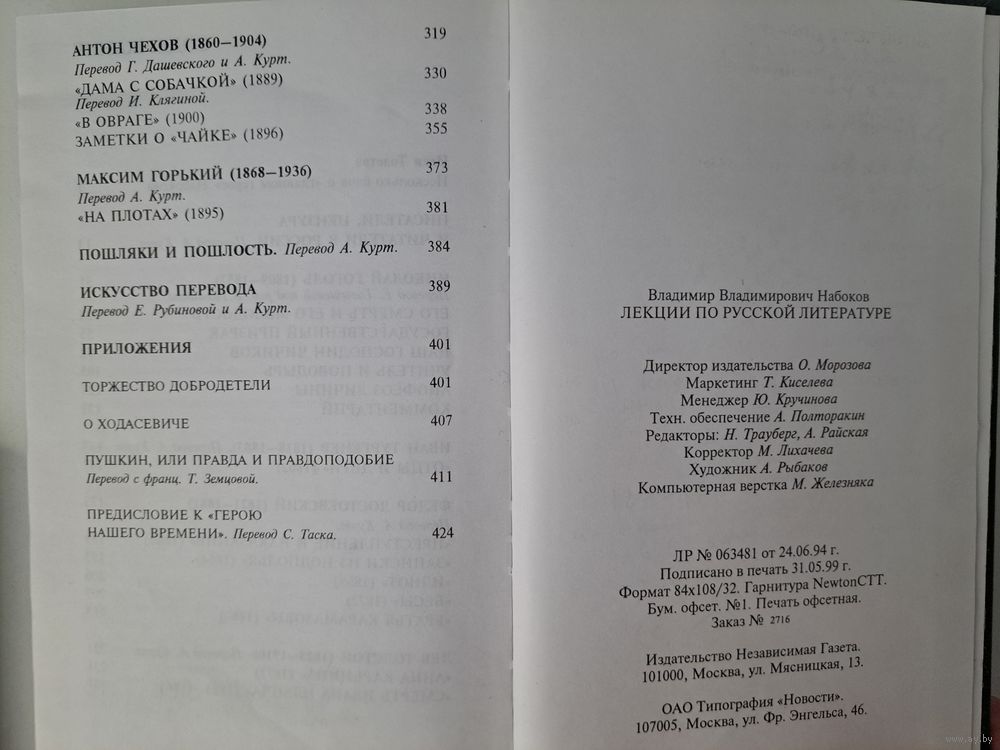 АНТОН ЧЕХОВ (1860—1904) 319
Перевод Г. Дашевского и А. Курт.
«ДАМА С СОБАЧКОЙ» (1889) 330
Перевод И. Клягиной.
«В ОВРАГЕ» (1900) 338
ЗАМЕТКИ О «ЧАЙКЕ» (1896) 355
МАКСИМ ГОРЬКИЙ (1868—1936) 373
Перевод А. Курт.
«НА ПЛОТАХ» (1895) 381
ПОШЛЯКИ И ПОШЛОСТЬ. Перевод А. Курт. 384
ИСКУССТВО ПЕРЕВОДА 389
Перевод Е. Рубиновой и А. Курт.
ПРИЛОЖЕНИЯ 401
ТОРЖЕСТВО ДОБРОДЕТЕЛИ 401
О ХОДАСЕВИЧЕ 407
ПУШКИН, ИЛИ ПРАВДА И ПРАВДОПОДОБИЕ
Перевод с франц. Т. Земцовой. 411
ПРЕДИСЛОВИЕ К «ГЕРОЮ
НАШЕГО ВРЕМЕНИ». Перевод С. Таска. 424
Владимир Владимирович Набоков
ЛЕКЦИИ ПО РУССКОЙ ЛИТЕРАТУРЕ
Директор издательства О. Морозова
Маркетинг Т. Киселева
Менеджер Ю. Кручинова
Техн. обеспечение А. Полторакин
Редакторы: Н. Трауберг, А. Райская
Корректор М. Лихачева
Художник А. Рыбаков
Компьютерная верстка М. Железняка
ЛР № 063481 от 24.06.94 г.
Подписано в печать 31.05.99 г.
Формат 84х108/32. Гарнитура NewtonCTT.
Бум. офсет. №1. Печать офсетная.
Заказ № 2716
Издательство Независимая Газета.
101000, Москва, ул. Мясницкая, 13.
ОАО Типография «Новости».
107005, Москва, ул. Фр. Энгельса, 46.
www.ay.by